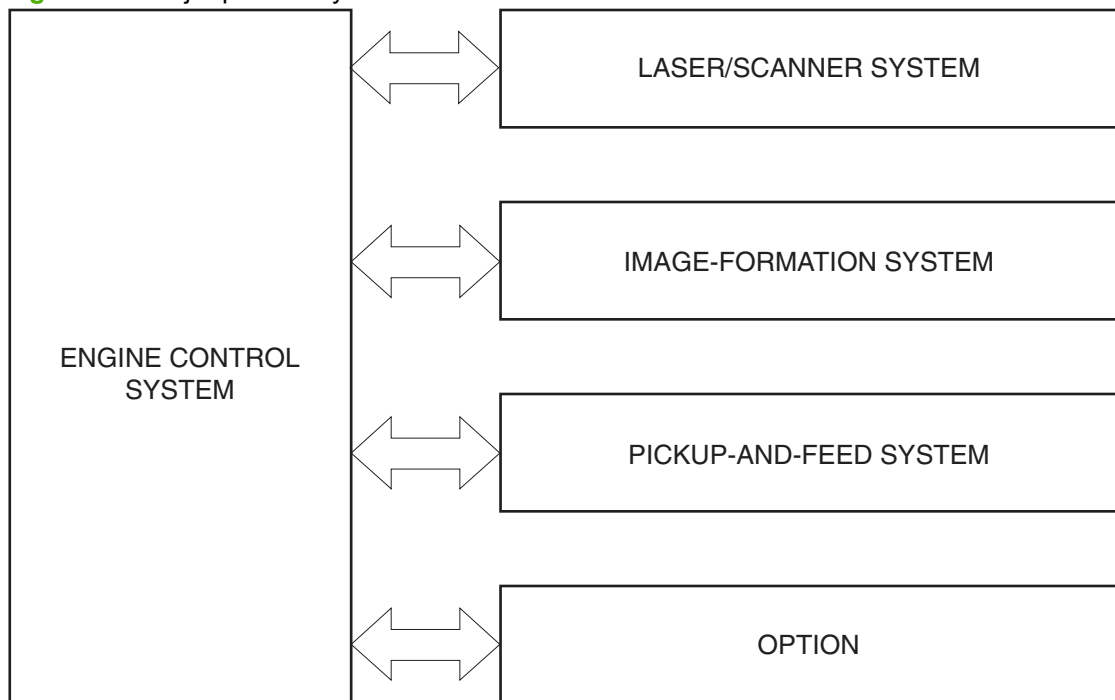 LASER/SCANNER SYSTEM
IMAGE-FORMATION SYSTEM
ENGINE CONTROL
SYSTEM
PICKUP-AND-FEED SYSTEM
OPTION